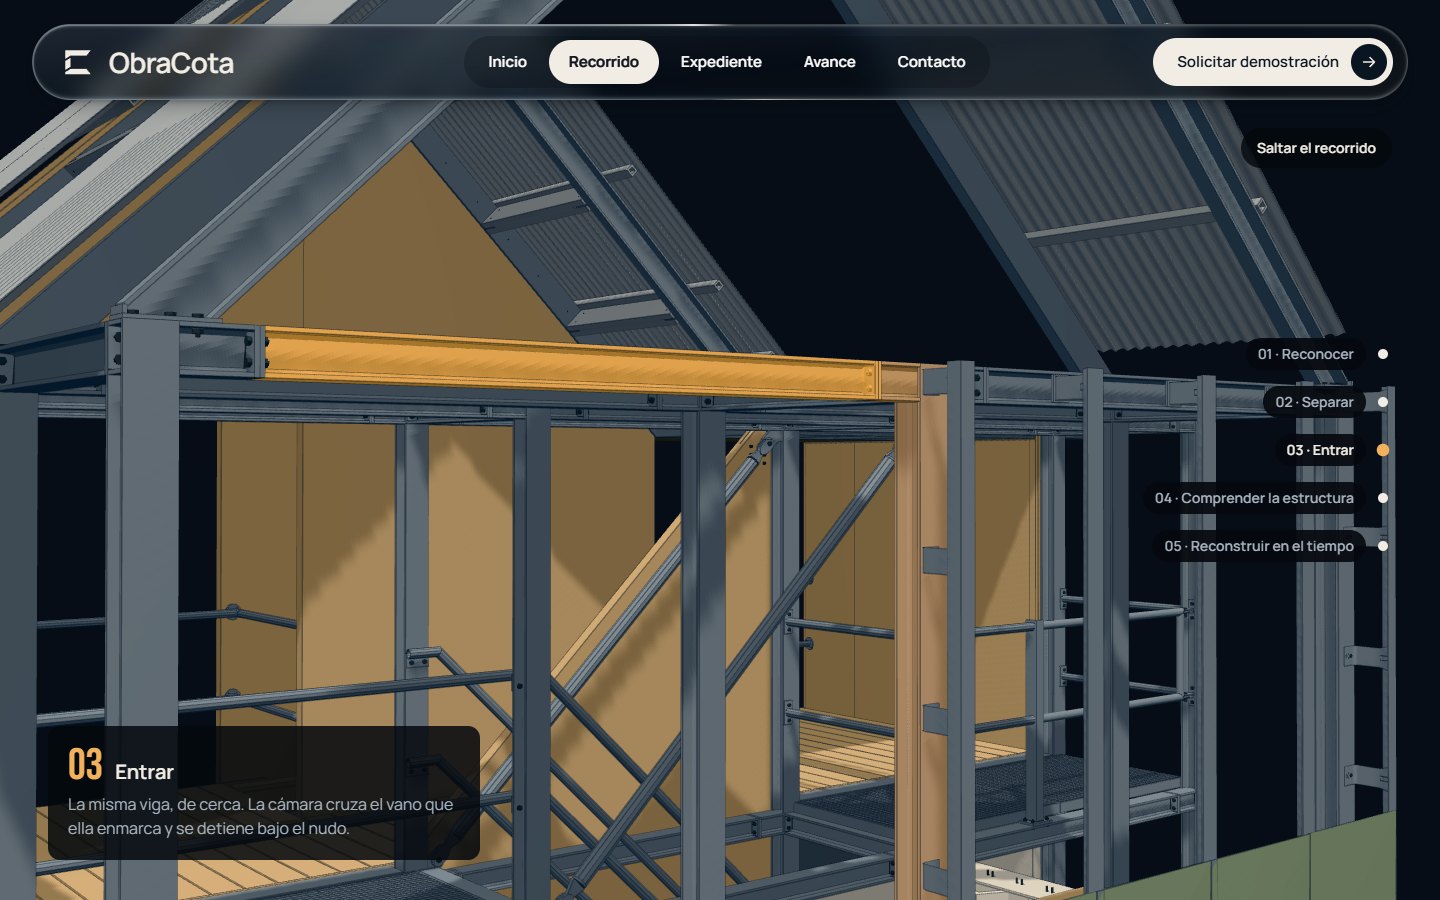 ObraCota
Inicio
Recorrido
Expediente
Avance
Contacto
Solicitar demostración
Saltar el recorrido
01 · Reconocer
02 · Separar
03 · Entrar
04 · Comprender la estructura
05 · Reconstruir en el tiempo
03 Entrar
La misma viga, de cerca. La cámara cruza el vano que
ella enmarca y se detiene bajo el nudo.